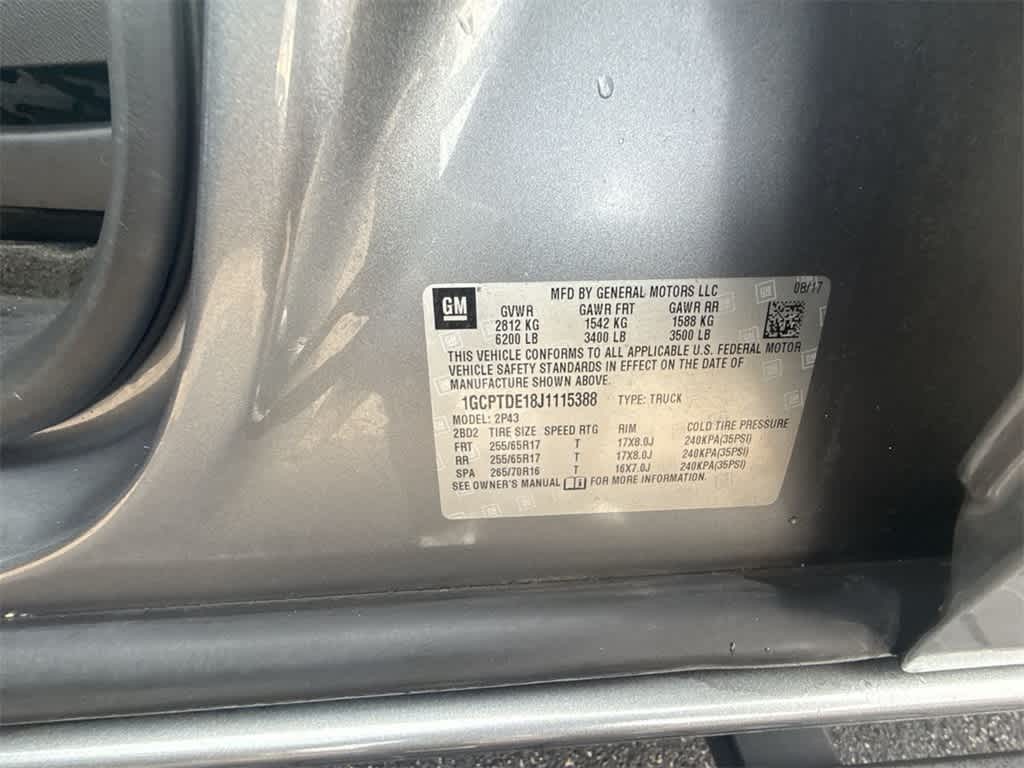 GM MFD BY GENERAL MOTORS LLC 08/17
GVWR GAWR FRT GAWR RR
2812 KG 1542 KG 1588 KG
6200 LB 3400 LB 3500 LB
THIS VEHICLE CONFORMS TO ALL APPLICABLE U.S. FEDERAL MOTOR
VEHICLE SAFETY STANDARDS IN EFFECT ON THE DATE OF
MANUFACTURE SHOWN ABOVE.
1GCPTDE18J1115388 TYPE: TRUCK
MODEL: 2P43
2BD2 TIRE SIZE SPEED RTG RIM COLD TIRE PRESSURE
FRT 255/65R17 T 17X8.0J 240KPA(35PSI)
RR 255/65R17 T 17X8.0J 240KPA(35PSI)
SPA 265/70R16 T 16X7.0J 240KPA(35PSI)
SEE OWNER'S MANUAL FOR MORE INFORMATION.